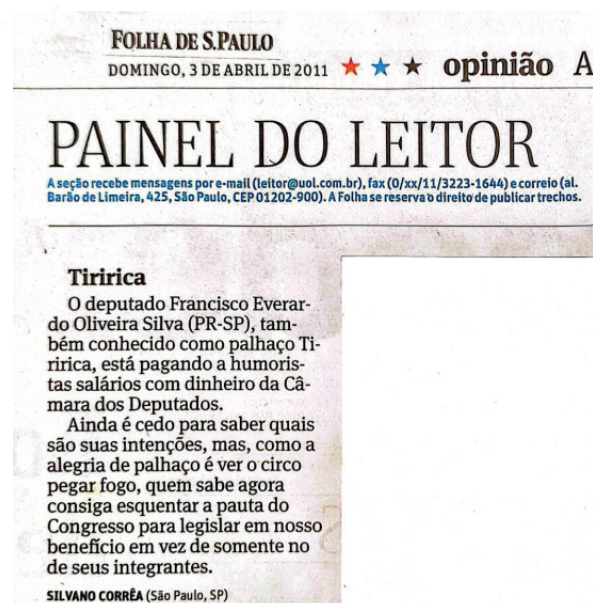 FOLHA DE S.PAULO
DOMINGO, 3 DE ABRIL DE 2011 ★ ★ ★ opinião A
PAINEL DO LEITOR
A seção recebe mensagens por e-mail (leitor@uol.com.br), fax (0/xx/11/3223-1644) e correio (al.
Barão de Limeira, 425, São Paulo, CEP 01202-900). A Folha se reserva o direito de publicar trechos.
Tiririca
O deputado Francisco Everar-
do Oliveira Silva (PR-SP), tam-
bém conhecido como palhaço Ti-
ririca, está pagando a humoris-
tas salários com dinheiro da Câ-
mara dos Deputados.
Ainda é cedo para saber quais
são suas intenções, mas, como a
alegria de palhaço é ver o circo
pegar fogo, quem sabe agora
consiga esquentar a pauta do
Congresso para legislar em nosso
benefício em vez de somente no
de seus integrantes.
SILVANO CORRÊA (São Paulo, SP)